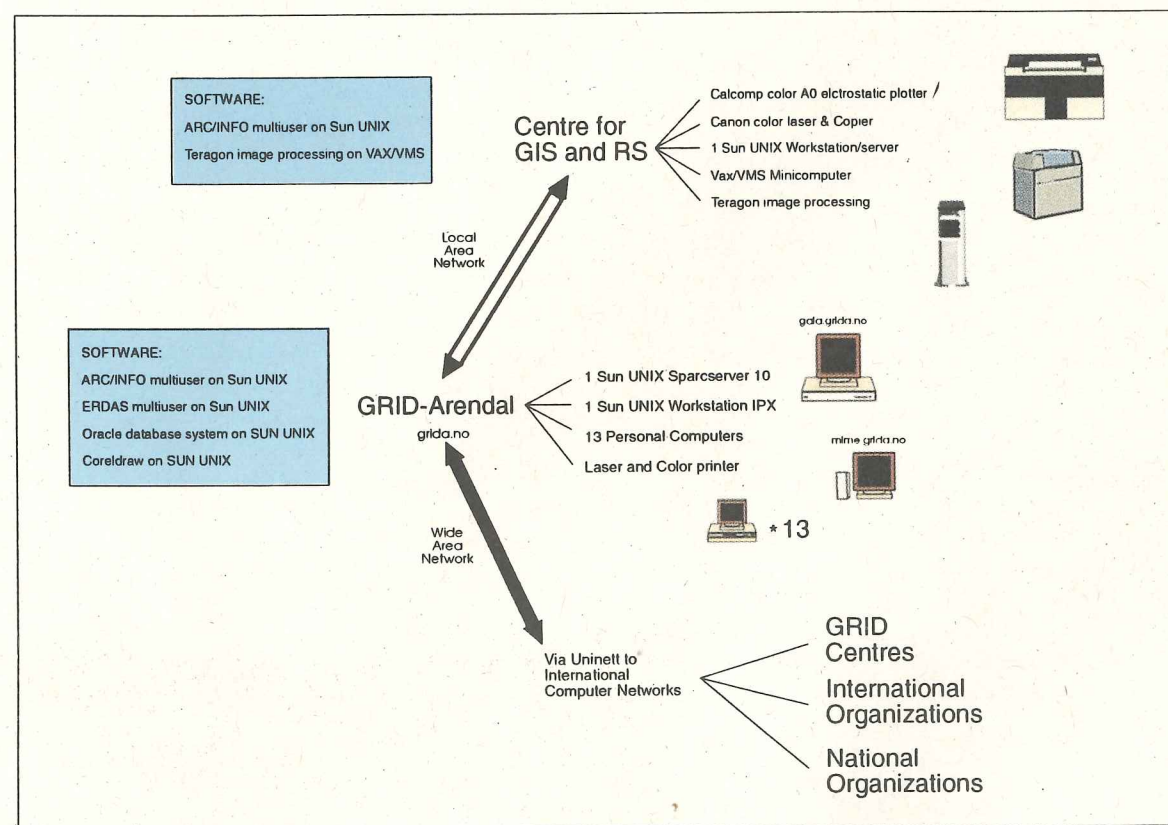 SOFTWARE:
ARC/INFO multiuser on Sun UNIX
Teragon image processing on VAX/VMS
Centre for
GIS and RS
Calcomp color A0 elctrostatic plotter
Canon color laser & Copier
1 Sun UNIX Workstation/server
Vax/VMS Minicomputer
Teragon image processing
Local
Area
Network
SOFTWARE:
ARC/INFO multiuser on Sun UNIX
ERDAS multiuser on Sun UNIX
Oracle database system on SUN UNIX
Coreldraw on SUN UNIX
GRID-Arendal
grida.no
1 Sun UNIX Sparcserver 10
1 Sun UNIX Workstation IPX
13 Personal Computers
Laser and Color printer
gaia.grida.no
mime.grida.no
* 13
Wide
Area
Network
Via Uninett to
International
Computer Networks
GRID
Centres
International
Organizations
National
Organizations